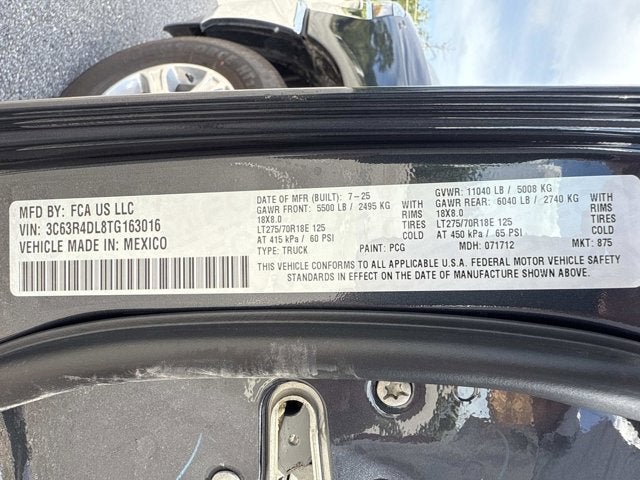 MFD BY: FCA US LLC
VIN: 3C63R4DL8TG163016
VEHICLE MADE IN: MEXICO
DATE OF MFR (BUILT): 7-25
GAWR FRONT: 5500 LB / 2495 KG WITH
18X8.0 RIMS
LT275/70R18E 125 TIRES
AT 415 kPa / 60 PSI COLD
TYPE: TRUCK PAINT: PCG
GVWR: 11040 LB / 5008 KG
GAWR REAR: 6040 LB / 2740 KG WITH
18X8.0 RIMS
LT275/70R18E 125 TIRES
AT 450 kPa / 65 PSI COLD
MDH: 071712 MKT: 875
THIS VEHICLE CONFORMS TO ALL APPLICABLE U.S.A. FEDERAL MOTOR VEHICLE SAFETY
STANDARDS IN EFFECT ON THE DATE OF MANUFACTURE SHOWN ABOVE.